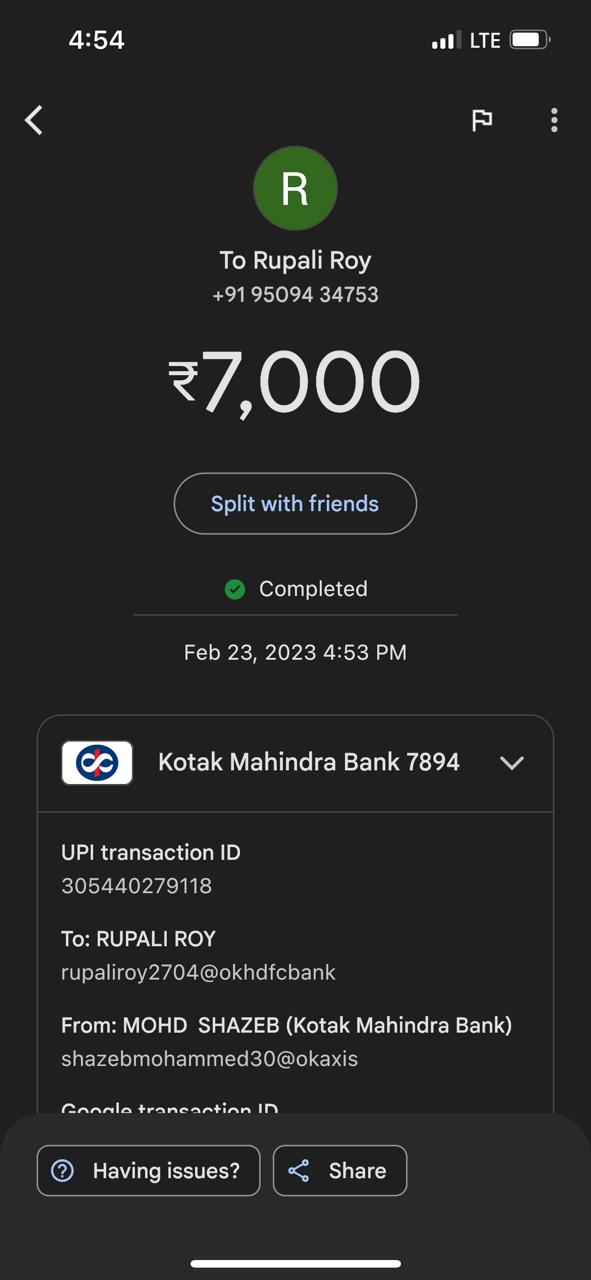 4:54
LTE
R
To Rupali Roy
+91 95094 34753
₹7,000
Split with friends
Completed
Feb 23, 2023 4:53 PM
Kotak Mahindra Bank 7894
UPI transaction ID
305440279118
To: RUPALI ROY
rupaliroy2704@okhdfcbank
From: MOHD  SHAZEB (Kotak Mahindra Bank)
shazebmohammed30@okaxis
Google transaction ID
Having issues?
Share